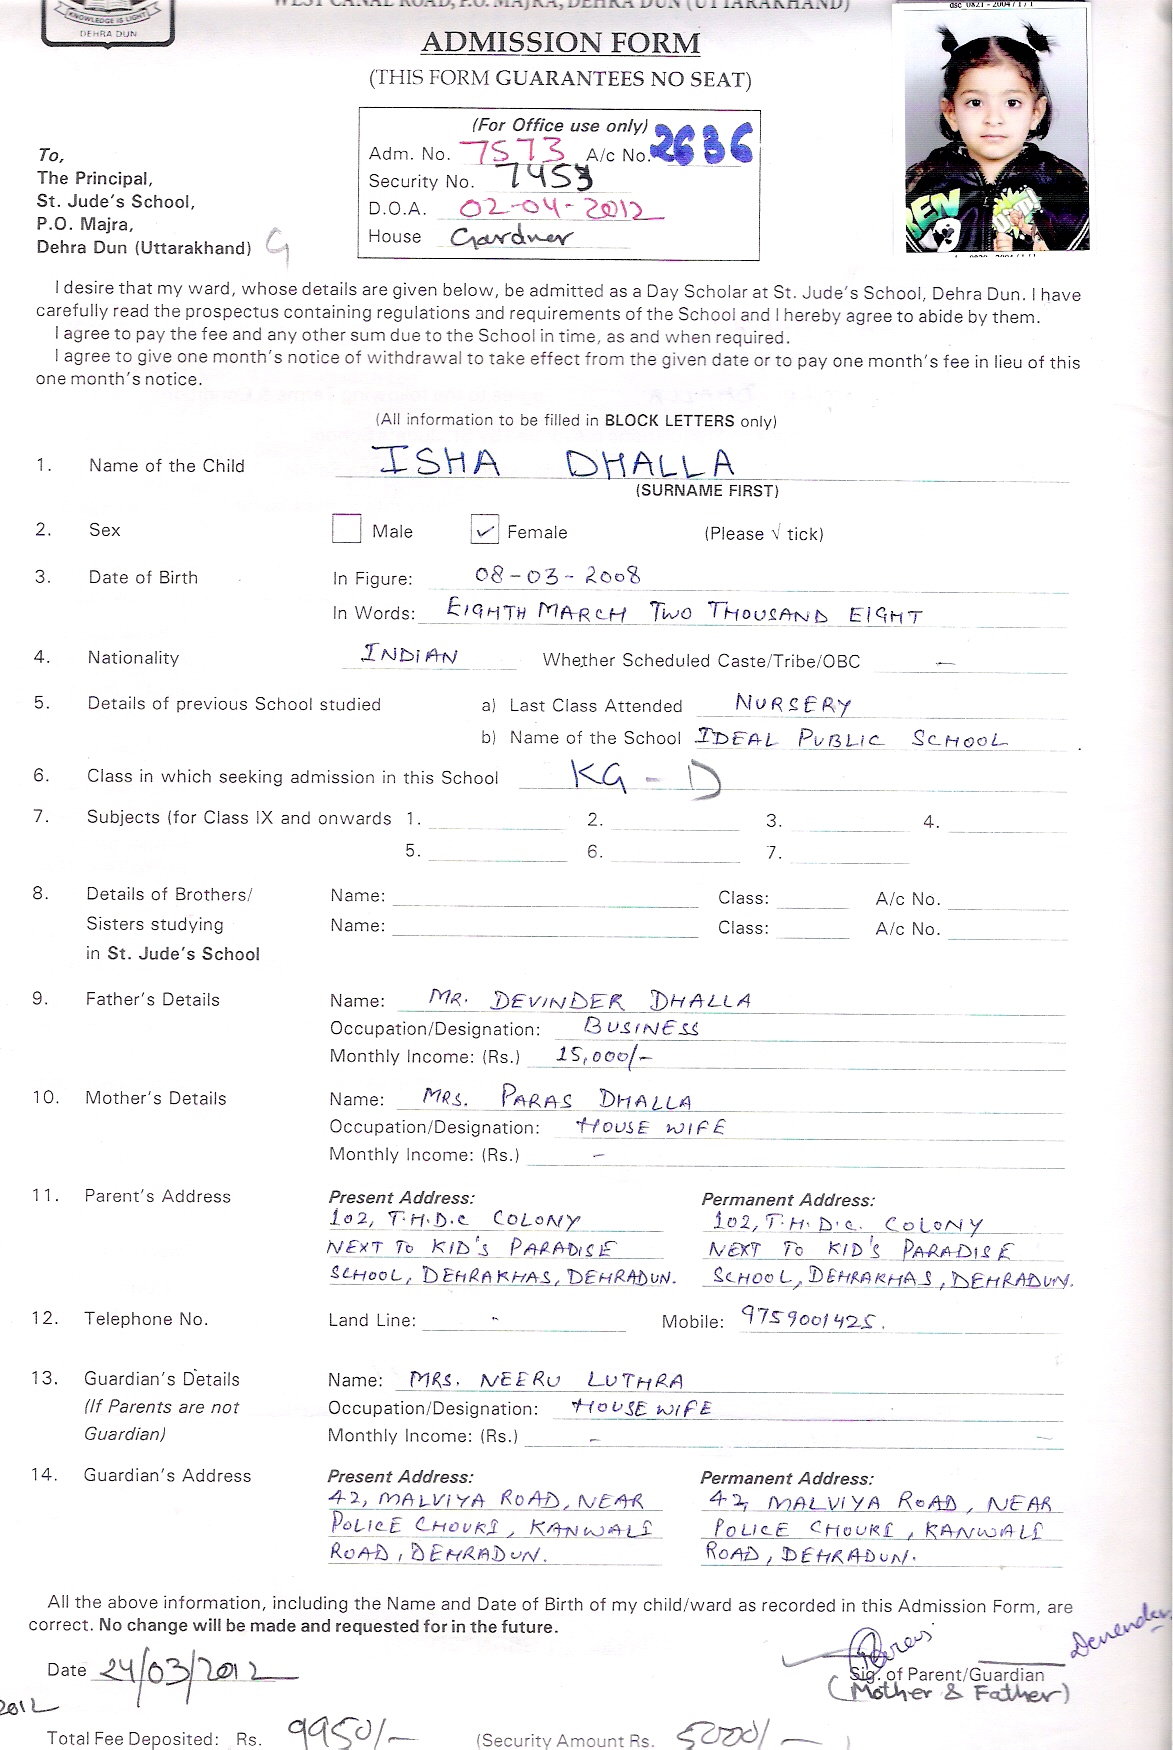 KNOWLEDGE IS LIGHT
DEHRA DUN
WEST CANAL ROAD, P.O. MAJRA, DEHRA DUN (UTTARAKHAND)
ADMISSION FORM
(THIS FORM GUARANTEES NO SEAT)
(For Office use only)
Adm. No. 7573 A/c No. 2636
Security No. 7453
D.O.A. 02-04-2012
House Gardner
To,
The Principal,
St. Jude's School,
P.O. Majra,
Dehra Dun (Uttarakhand) G
I desire that my ward, whose details are given below, be admitted as a Day Scholar at St. Jude's School, Dehra Dun. I have
carefully read the prospectus containing regulations and requirements of the School and I hereby agree to abide by them.
I agree to pay the fee and any other sum due to the School in time, as and when required.
I agree to give one month's notice of withdrawal to take effect from the given date or to pay one month's fee in lieu of this
one month's notice.
(All information to be filled in BLOCK LETTERS only)
1. Name of the Child ISHA DHALLA
(SURNAME FIRST)
2. Sex Male ✓ Female (Please √ tick)
3. Date of Birth In Figure: 08-03-2008
In Words: EIGHTH MARCH TWO THOUSAND EIGHT
4. Nationality INDIAN Whether Scheduled Caste/Tribe/OBC —
5. Details of previous School studied a) Last Class Attended NURSERY
b) Name of the School IDEAL PUBLIC SCHOOL
6. Class in which seeking admission in this School KG - D
7. Subjects (for Class IX and onwards 1. 2. 3. 4.
5. 6. 7.
8. Details of Brothers/ Name: Class: A/c No.
Sisters studying Name: Class: A/c No.
in St. Jude's School
9. Father's Details Name: MR. DEVINDER DHALLA
Occupation/Designation: BUSINESS
Monthly Income: (Rs.) 15,000/-
10. Mother's Details Name: MRS. PARAS DHALLA
Occupation/Designation: HOUSE WIFE
Monthly Income: (Rs.) -
11. Parent's Address Present Address: Permanent Address:
102, T.H.D.C COLONY 102, T.H.D.C. COLONY
NEXT TO KID'S PARADISE NEXT TO KID'S PARADISE
SCHOOL, DEHRAKHAS, DEHRADUN. SCHOOL, DEHRAKHAS, DEHRADUN.
12. Telephone No. Land Line: - Mobile: 9759001425.
13. Guardian's Details Name: MRS. NEERU LUTHRA
(If Parents are not Occupation/Designation: HOUSE WIFE
Guardian) Monthly Income: (Rs.) -
14. Guardian's Address Present Address: Permanent Address:
42, MALVIYA ROAD, NEAR 42, MALVIYA ROAD, NEAR
POLICE CHOUKI, KANWALI POLICE CHOUKI, KANWALI
ROAD, DEHRADUN. ROAD, DEHRADUN.
All the above information, including the Name and Date of Birth of my child/ward as recorded in this Admission Form, are
correct. No change will be made and requested for in the future.
Paras Devender
Date 24/03/2012 Sig. of Parent/Guardian
(Mother & Father)
2012
Total Fee Deposited: Rs. 9950/- (Security Amount Rs. 5000/- )